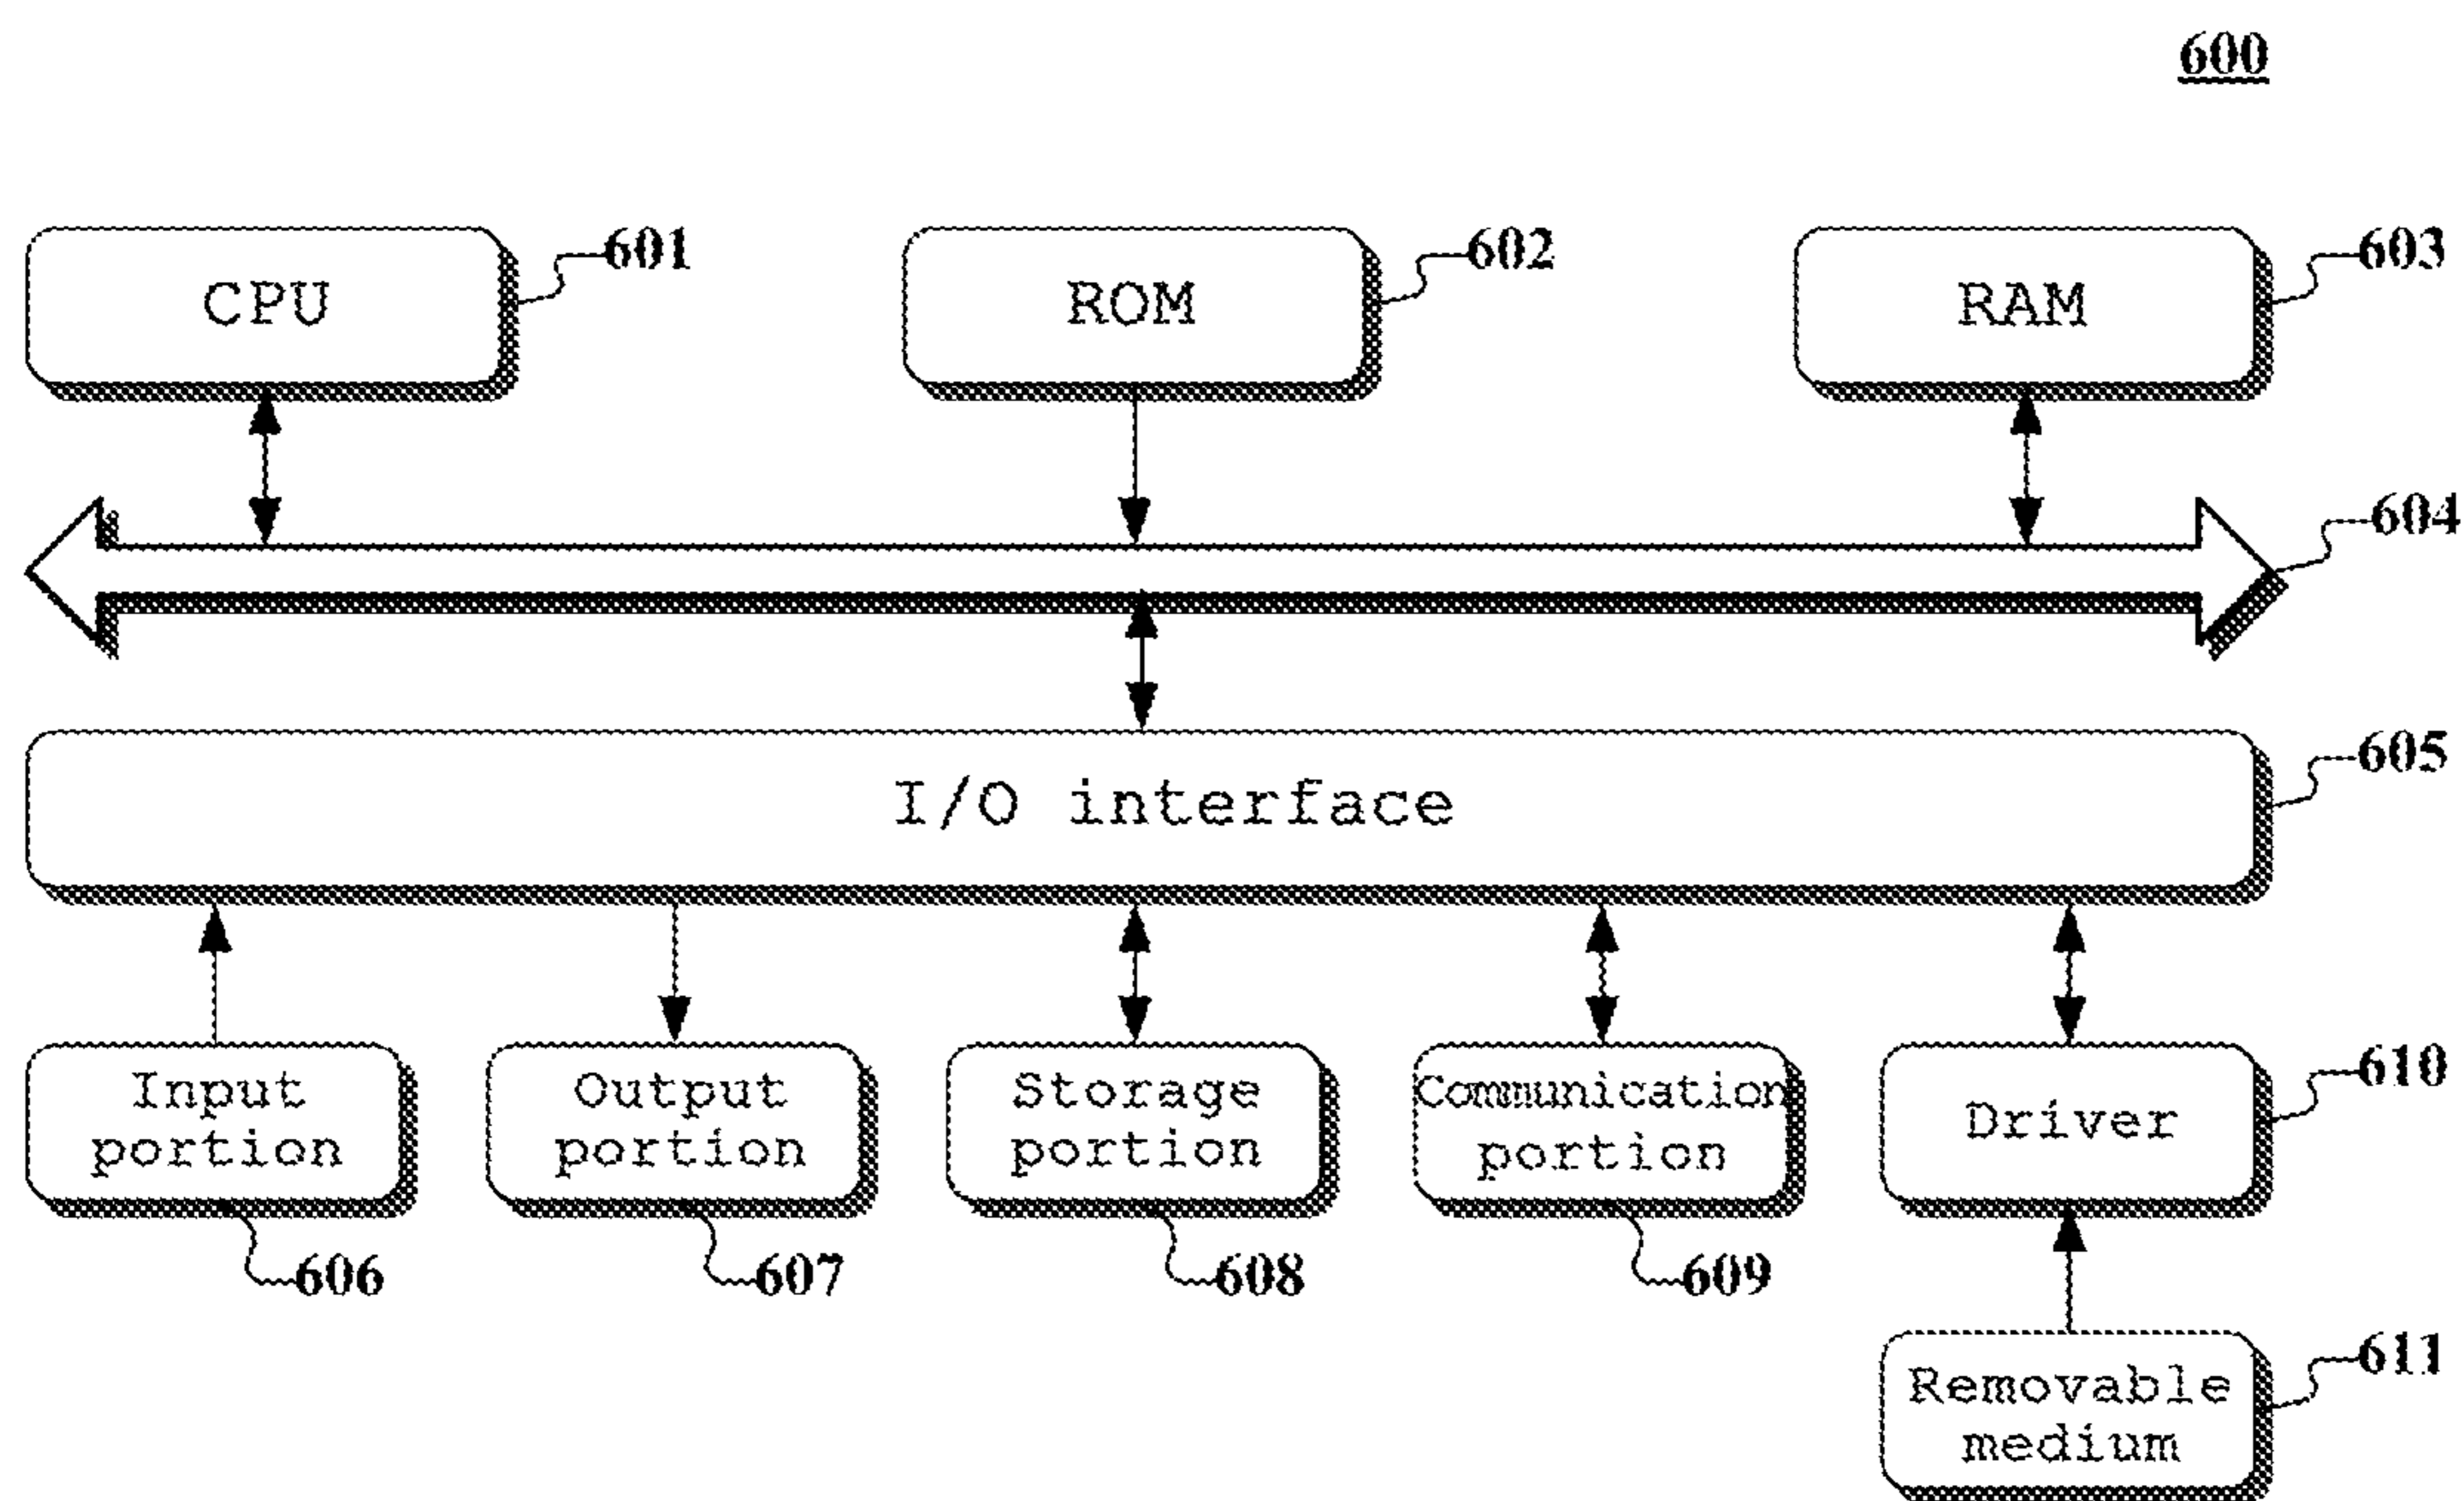 600
CPU
601
ROM
602
RAM
603
604
I/O interface
605
Input
portion
606
Output
portion
607
Storage
portion
608
Communication
portion
609
Driver
610
Removable
medium
611